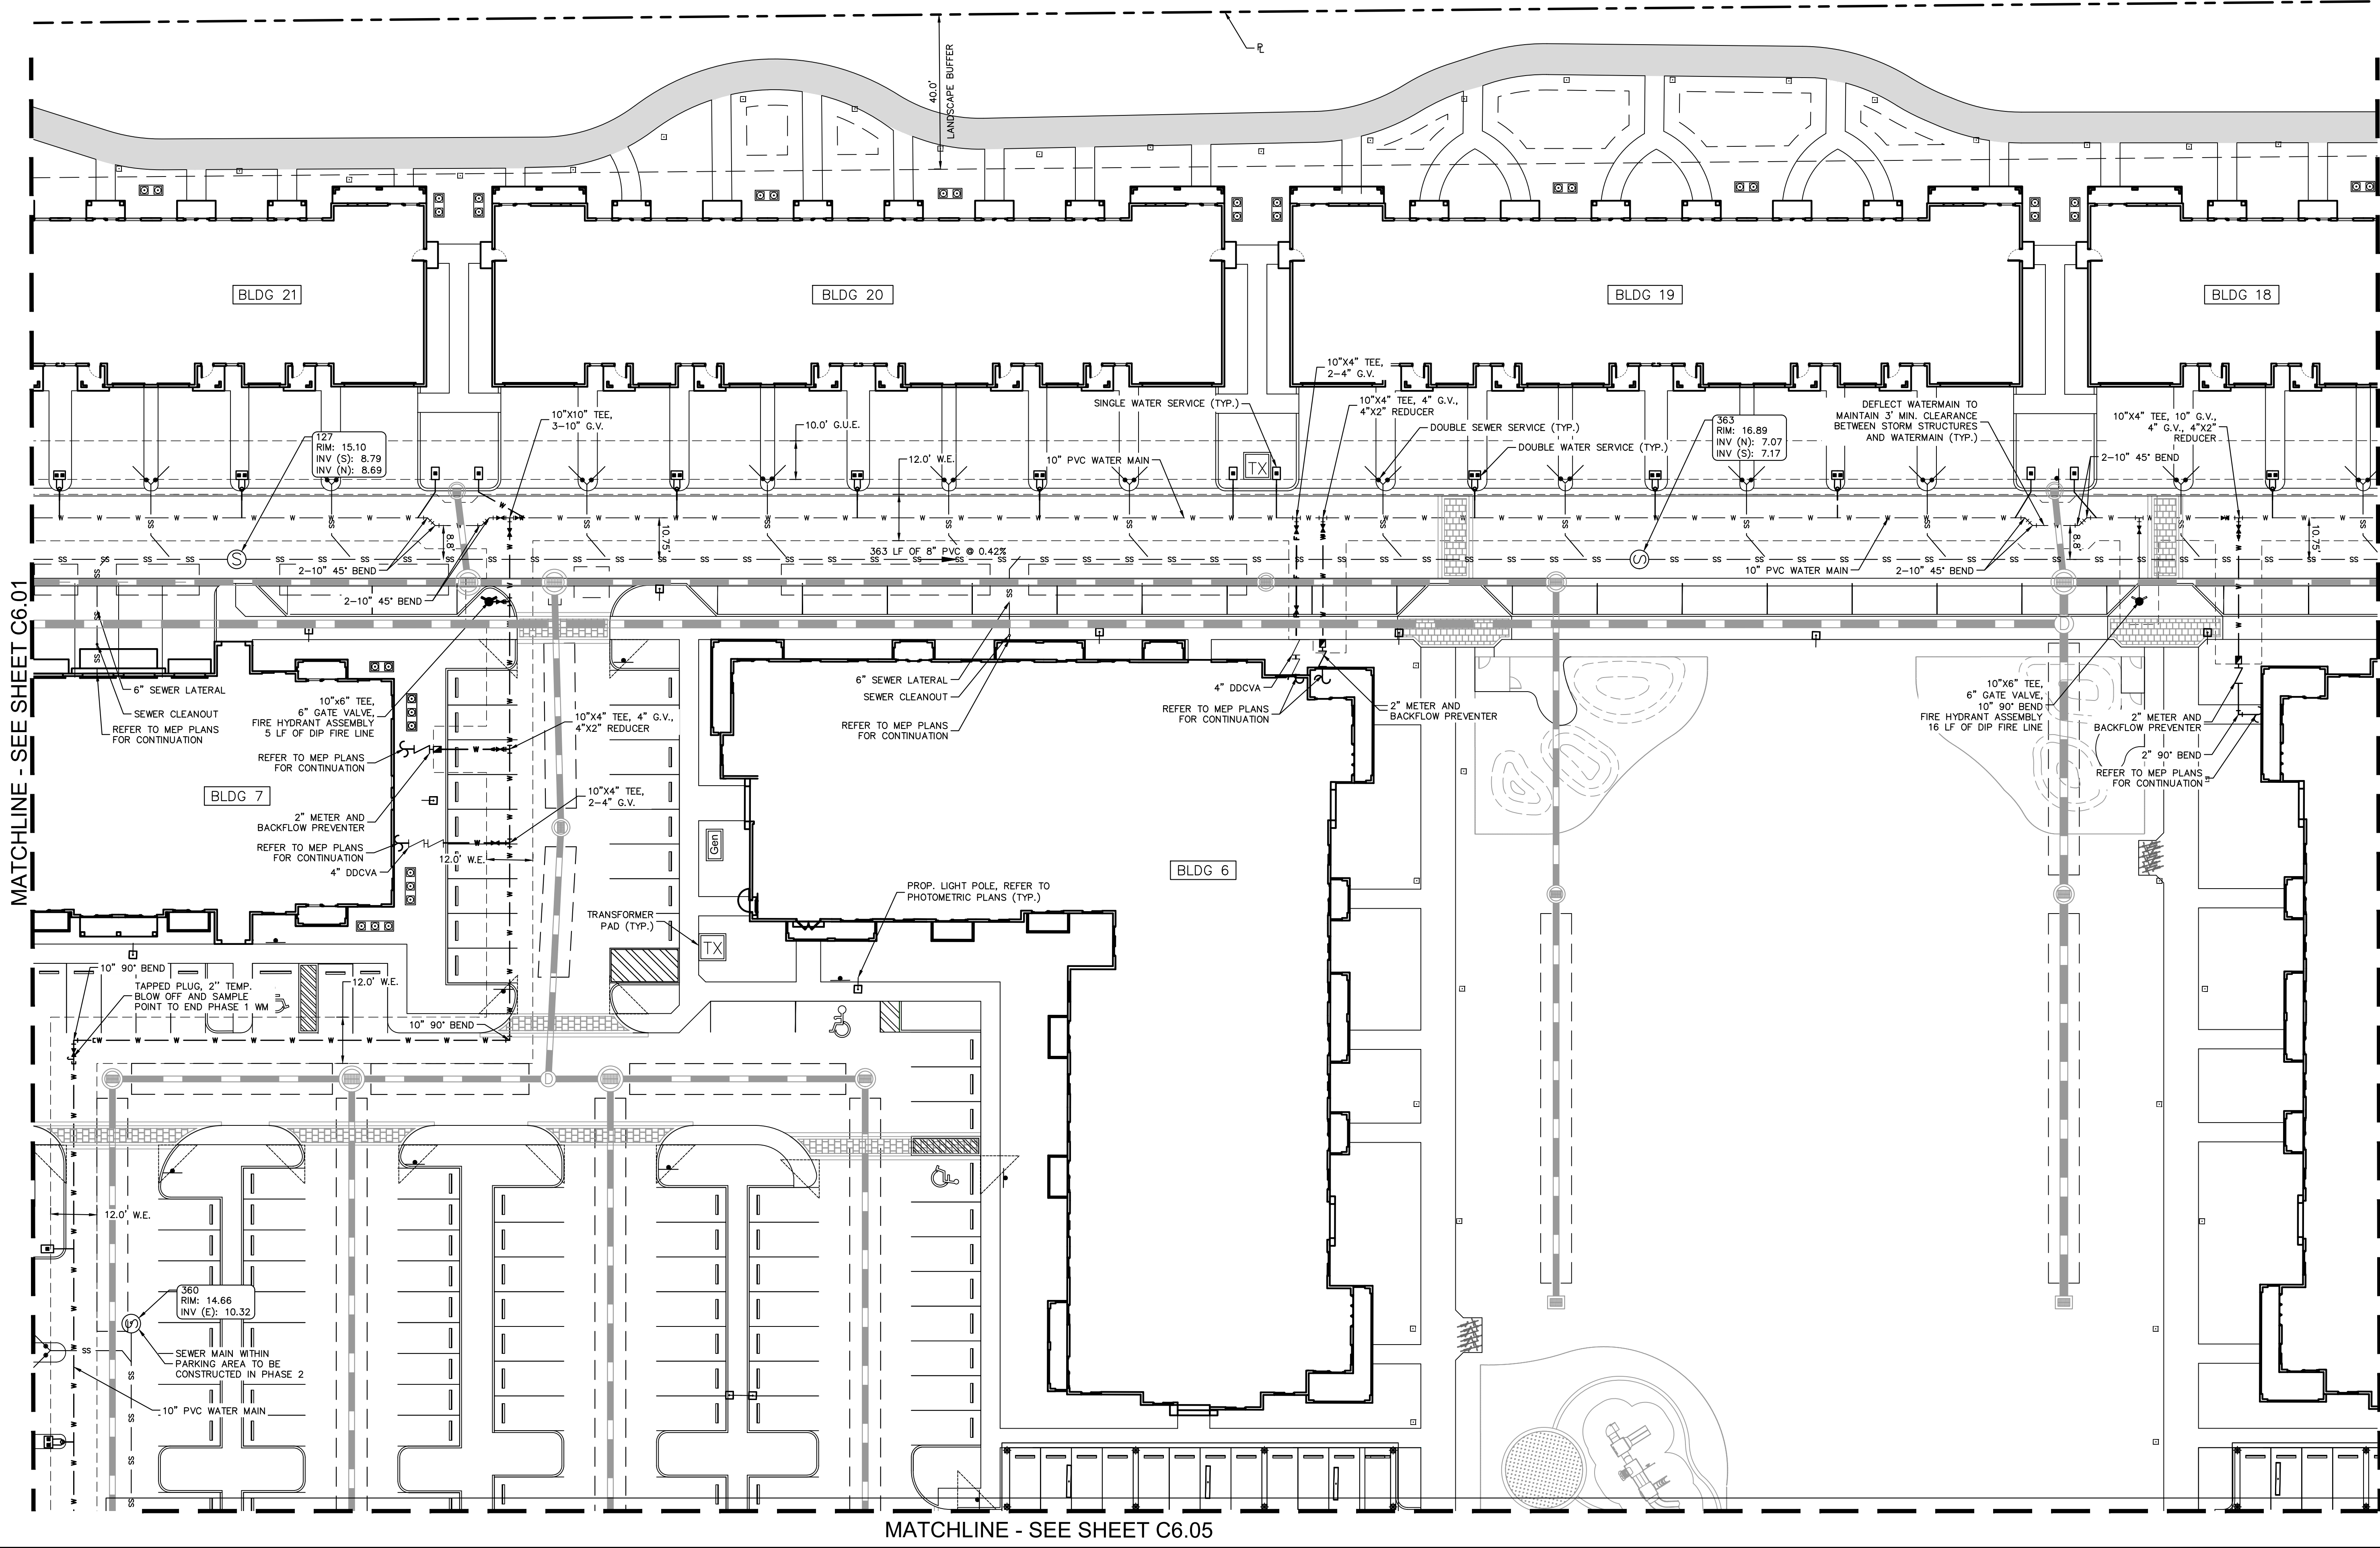 ℄
40.0'
LANDSCAPE BUFFER
BLDG 21
BLDG 20
BLDG 19
BLDG 18
10"X4" TEE,
2-4" G.V.
SINGLE WATER SERVICE (TYP.)
10"X4" TEE, 4" G.V.,
4"X2" REDUCER
DEFLECT WATERMAIN TO
MAINTAIN 3' MIN. CLEARANCE
BETWEEN STORM STRUCTURES
AND WATERMAIN (TYP.)
10"X4" TEE, 10" G.V.,
4" G.V., 4"X2"
REDUCER
10"X10" TEE,
3-10" G.V.
10.0' G.U.E.
DOUBLE SEWER SERVICE (TYP.)
DOUBLE WATER SERVICE (TYP.)
127
RIM: 15.10
INV (S): 8.79
INV (N): 8.69
363
RIM: 16.89
INV (N): 7.07
INV (S): 7.17
12.0' W.E.
10" PVC WATER MAIN
TX
2-10" 45° BEND
10.75'
8.8'
363 LF OF 8" PVC @ 0.42%
S
S
8.8'
10.75'
2-10" 45° BEND
10" PVC WATER MAIN
2-10" 45° BEND
2-10" 45° BEND
MATCHLINE - SEE SHEET C6.01
D
6" SEWER LATERAL
SEWER CLEANOUT
REFER TO MEP PLANS
FOR CONTINUATION
10"x6" TEE,
6" GATE VALVE,
FIRE HYDRANT ASSEMBLY
5 LF OF DIP FIRE LINE
10"X4" TEE, 4" G.V.,
4"X2" REDUCER
6" SEWER LATERAL
SEWER CLEANOUT
REFER TO MEP PLANS
FOR CONTINUATION
4" DDCVA
REFER TO MEP PLANS
FOR CONTINUATION
2" METER AND
BACKFLOW PREVENTER
10"x6" TEE,
6" GATE VALVE,
10" 90° BEND
FIRE HYDRANT ASSEMBLY
16 LF OF DIP FIRE LINE
2" METER AND
BACKFLOW PREVENTER
2" 90° BEND
REFER TO MEP PLANS
FOR CONTINUATION
REFER TO MEP PLANS
FOR CONTINUATION
BLDG 7
10"X4" TEE,
2-4" G.V.
2" METER AND
BACKFLOW PREVENTER
REFER TO MEP PLANS
FOR CONTINUATION
4" DDCVA
12.0' W.E.
Gen
BLDG 6
PROP. LIGHT POLE, REFER TO
PHOTOMETRIC PLANS (TYP.)
TRANSFORMER
PAD (TYP.)
TX
10" 90° BEND
TAPPED PLUG, 2" TEMP.
BLOW OFF AND SAMPLE
POINT TO END PHASE 1 WM
12.0' W.E.
10" 90° BEND
D
12.0' W.E.
360
RIM: 14.66
INV (E): 10.32
S
SEWER MAIN WITHIN
PARKING AREA TO BE
CONSTRUCTED IN PHASE 2
10" PVC WATER MAIN
MATCHLINE - SEE SHEET C6.05